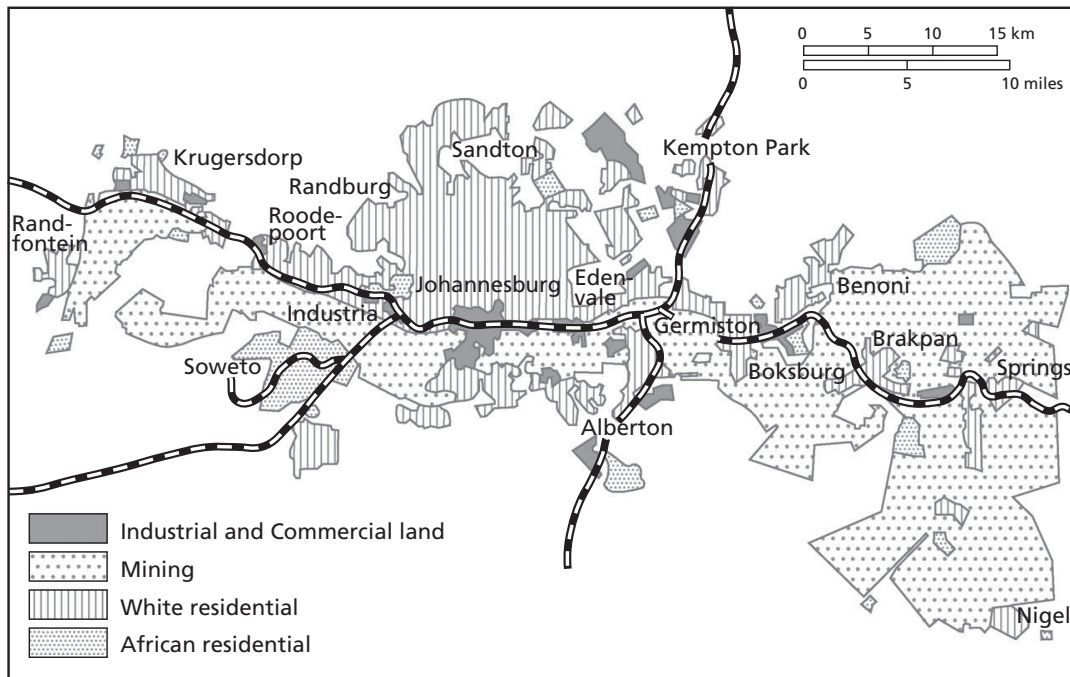 0 5 10 15 km
0 5 10 miles
Krugersdorp
Sandton
Kempton Park
Randburg
Rand-
fontein
Roode-
poort
Johannesburg
Eden-
vale
Benoni
Industria
Germiston
Brakpan
Soweto
Boksburg
Springs
Alberton
Industrial and Commercial land
Mining
White residential
African residential
Nigel